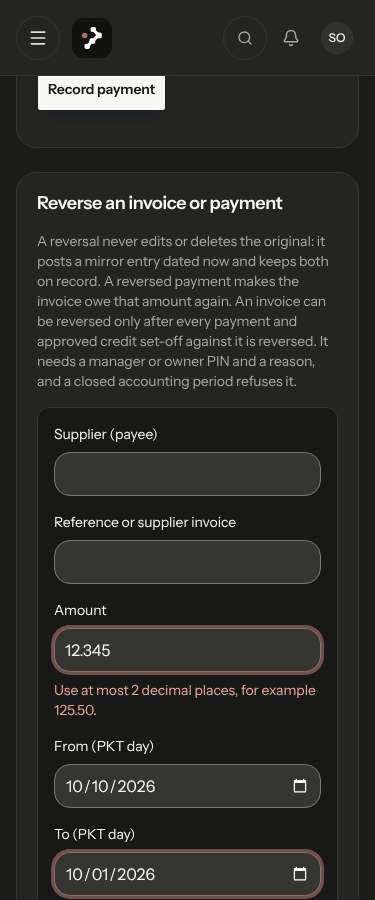 SO
Record payment
Reverse an invoice or payment
A reversal never edits or deletes the original: it
posts a mirror entry dated now and keeps both
on record. A reversed payment makes the
invoice owe that amount again. An invoice can
be reversed only after every payment and
approved credit set-off against it is reversed. It
needs a manager or owner PIN and a reason,
and a closed accounting period refuses it.
Supplier (payee)
Reference or supplier invoice
Amount
12.345
Use at most 2 decimal places, for example
125.50.
From (PKT day)
10/10/2026
To (PKT day)
10/01/2026